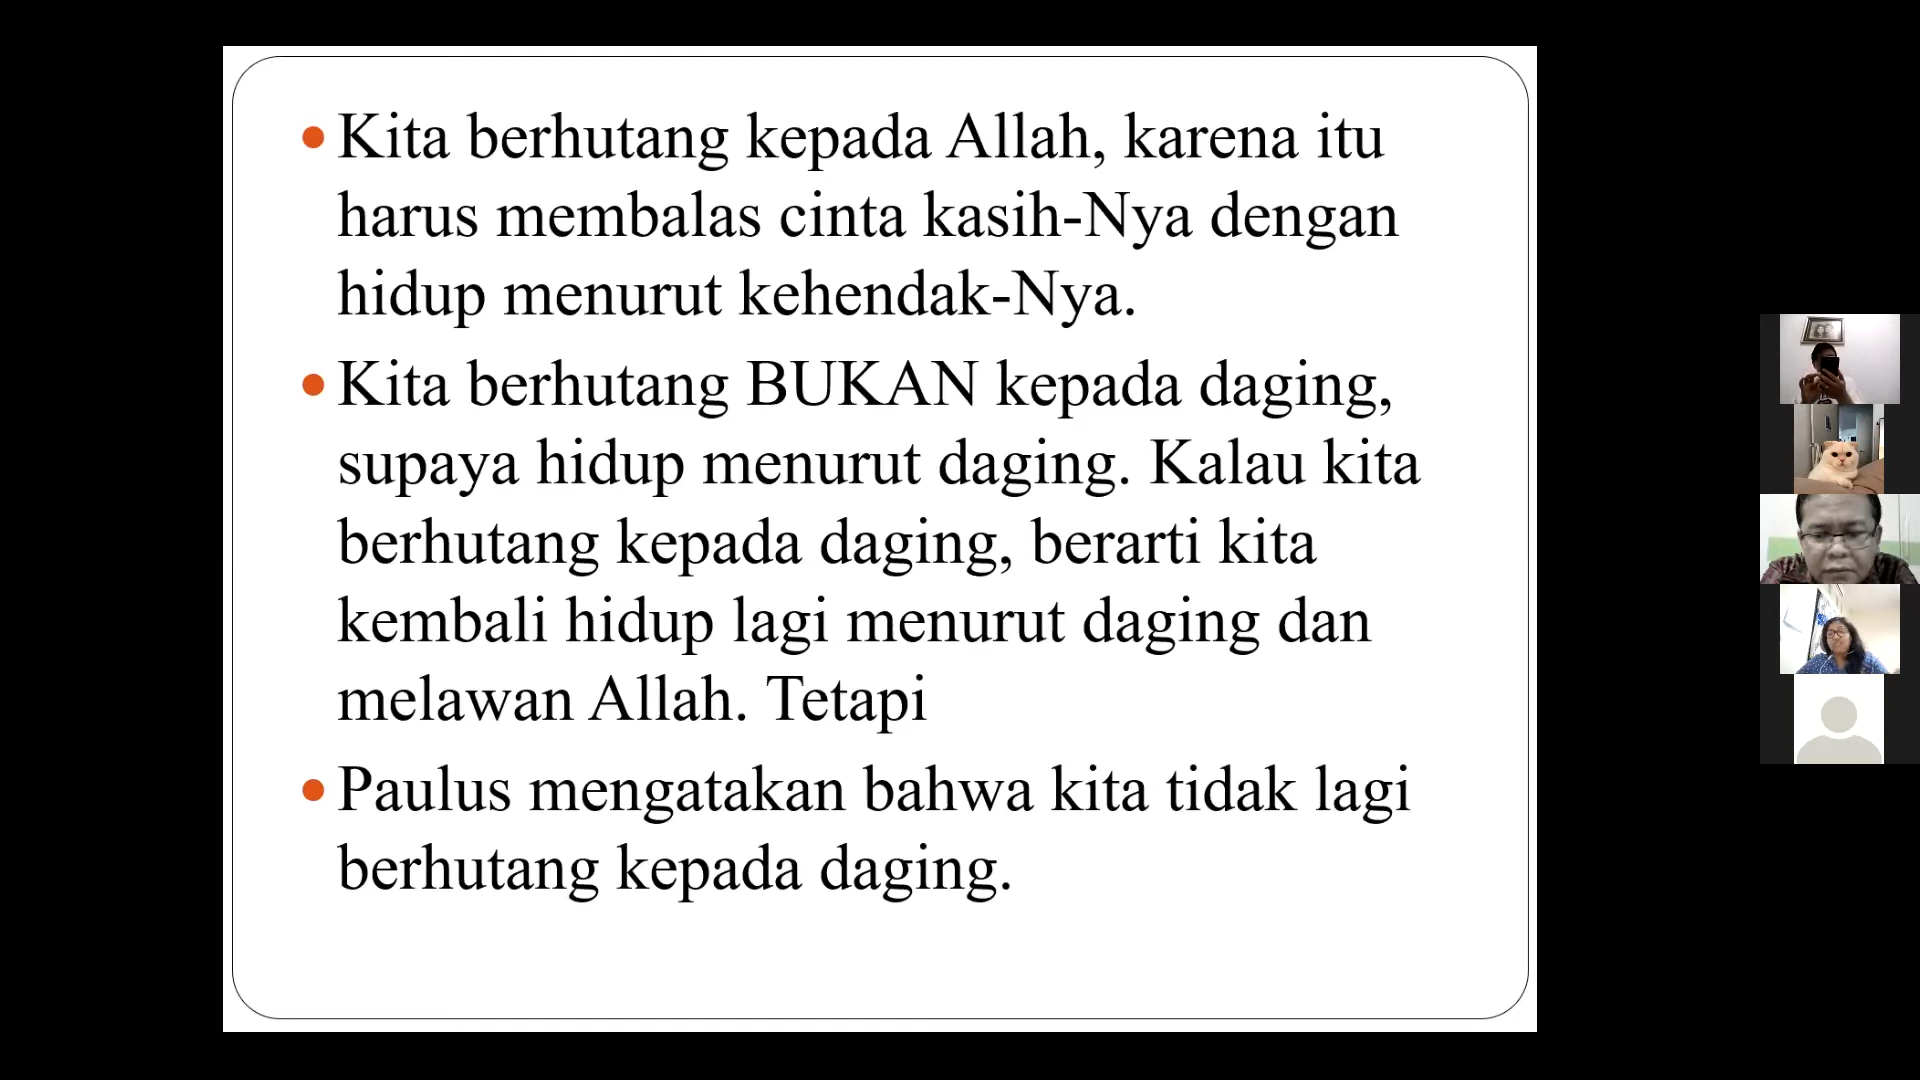 Kita berhutang kepada Allah, karena itu
harus membalas cinta kasih-Nya dengan
hidup menurut kehendak-Nya.
Kita berhutang BUKAN kepada daging,
supaya hidup menurut daging. Kalau kita
berhutang kepada daging, berarti kita
kembali hidup lagi menurut daging dan
melawan Allah. Tetapi
Paulus mengatakan bahwa kita tidak lagi
berhutang kepada daging.